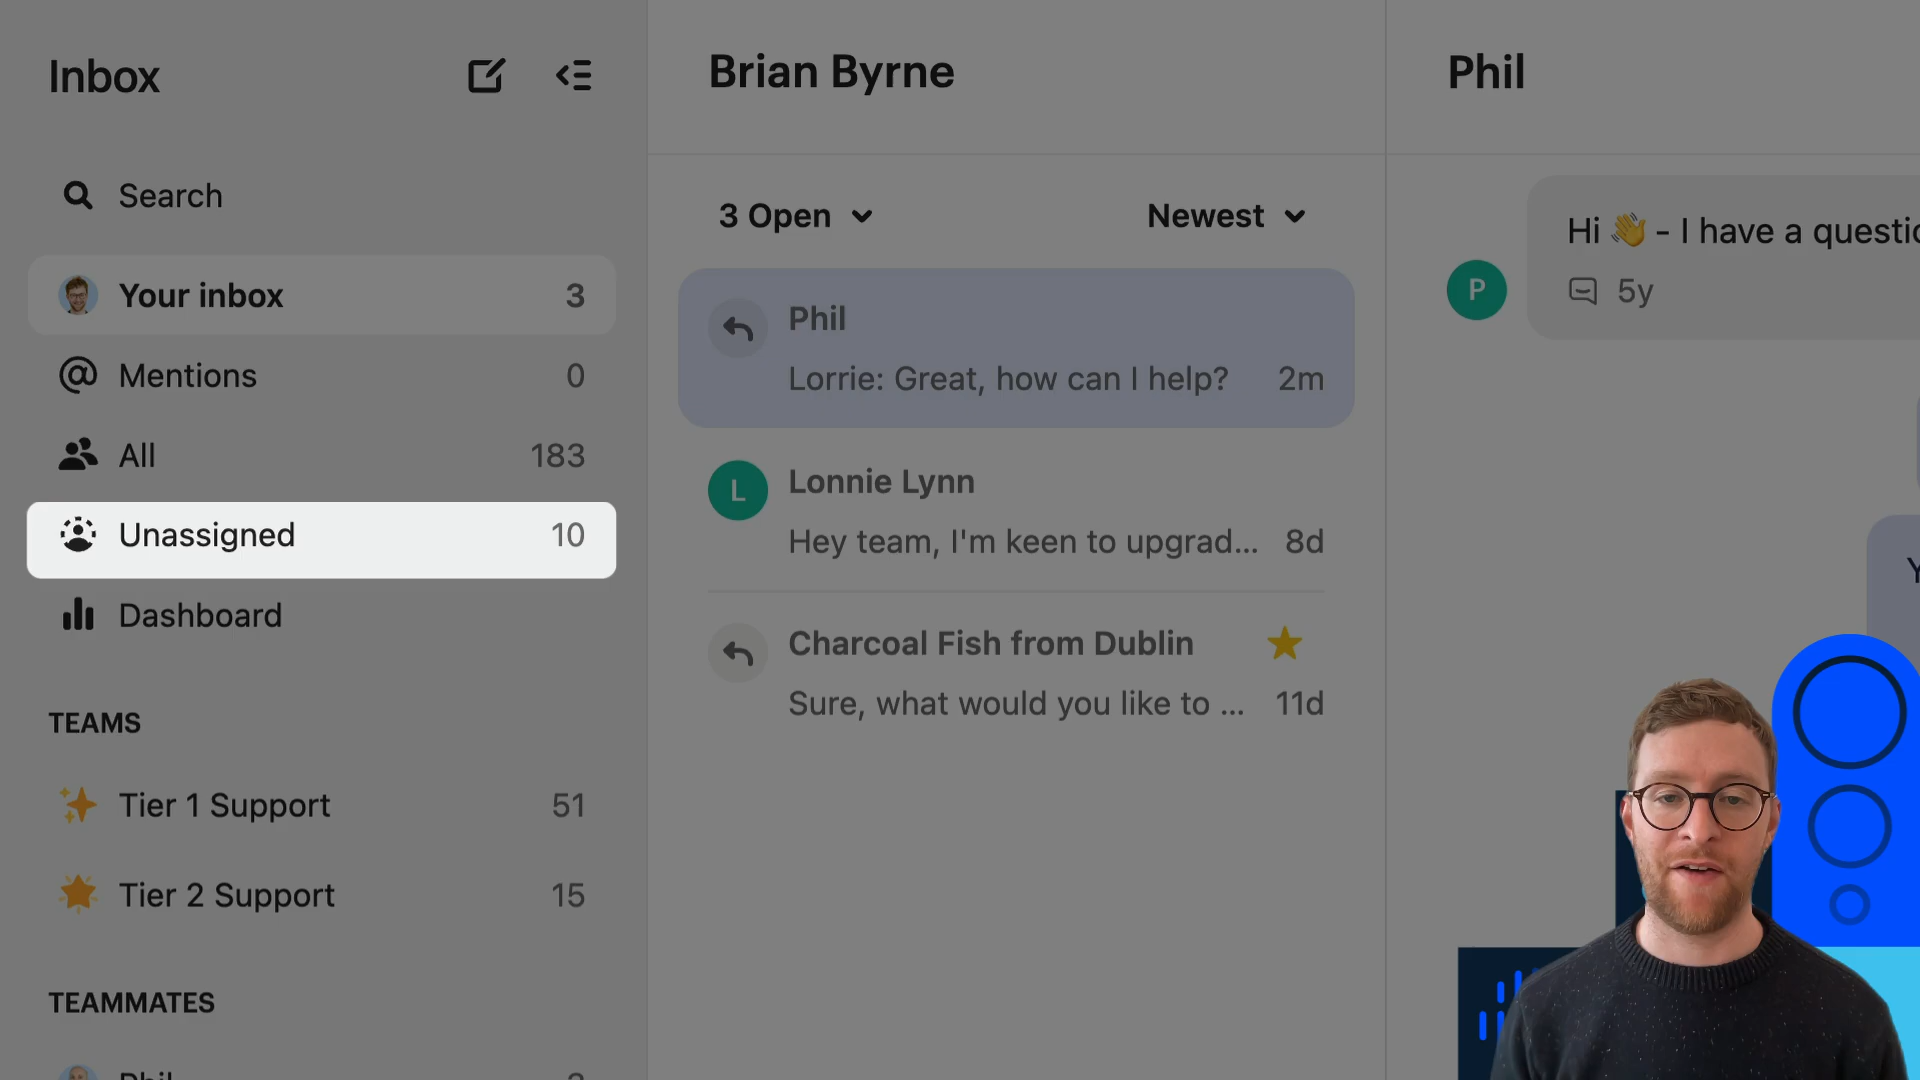 Inbox
Search
Your inbox 3
Mentions 0
All 183
Unassigned 10
Dashboard
TEAMS
Tier 1 Support 51
Tier 2 Support 15
TEAMMATES
Phil
Brian Byrne
3 Open
Newest
Phil
Lorrie: Great, how can I help? 2m
L
Lonnie Lynn
Hey team, I'm keen to upgrad... 8d
Charcoal Fish from Dublin
Sure, what would you like to ... 11d
Phil
Hi 👋 - I have a questio
P
5y
Y